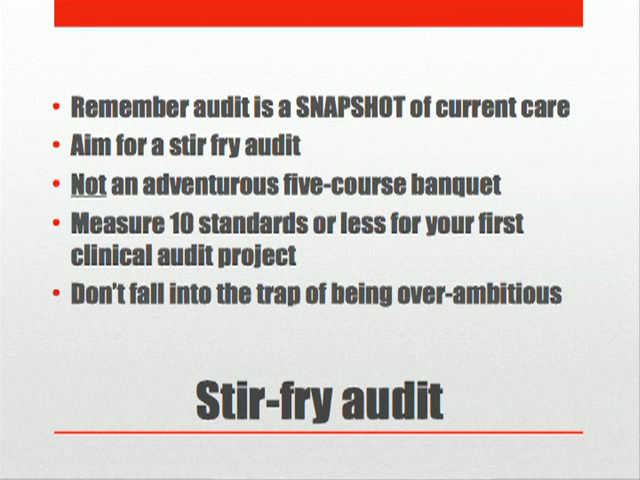 • Remember audit is a SNAPSHOT of current care
• Aim for a stir fry audit
• Not an adventurous five-course banquet
• Measure 10 standards or less for your first
clinical audit project
• Don't fall into the trap of being over-ambitious
Stir-fry audit